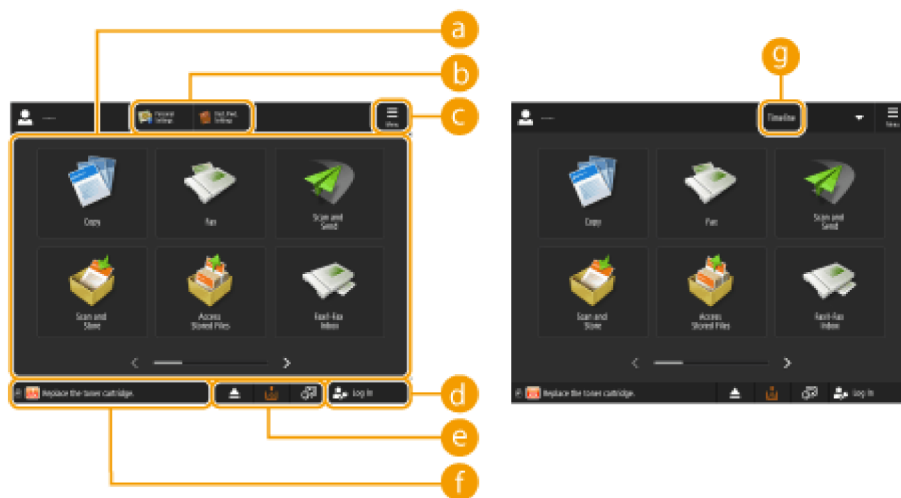 a
b
g
c
Personal
Settings
Menu
Timeline
Menu
Copy
Fax
Scan and
Send
Copy
Fax
Scan and
Send
Scan and
Store
Access
Stored Files
Fax/I-Fax
Inbox
Scan and
Store
Access
Stored Files
Fax/I-Fax
Inbox
Replace the toner cartridge.
Log In
d
Replace the toner cartridge.
Log In
e
f